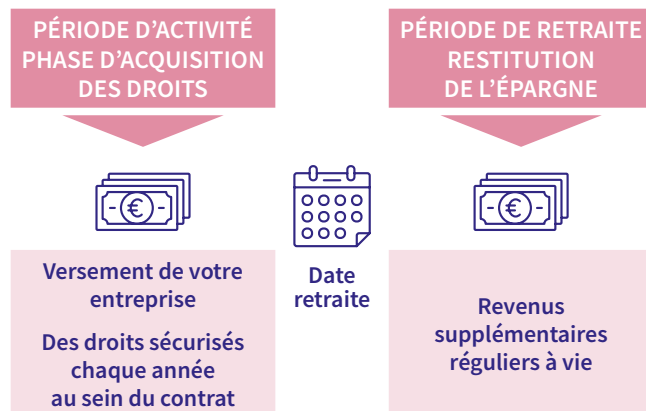 PÉRIODE D’ACTIVITÉ
PHASE D’ACQUISITION
DES DROITS
PÉRIODE DE RETRAITE
RESTITUTION
DE L’ÉPARGNE
€
€
Versement de votre
entreprise
Des droits sécurisés
chaque année
au sein du contrat
Date
retraite
Revenus
supplémentaires
réguliers à vie